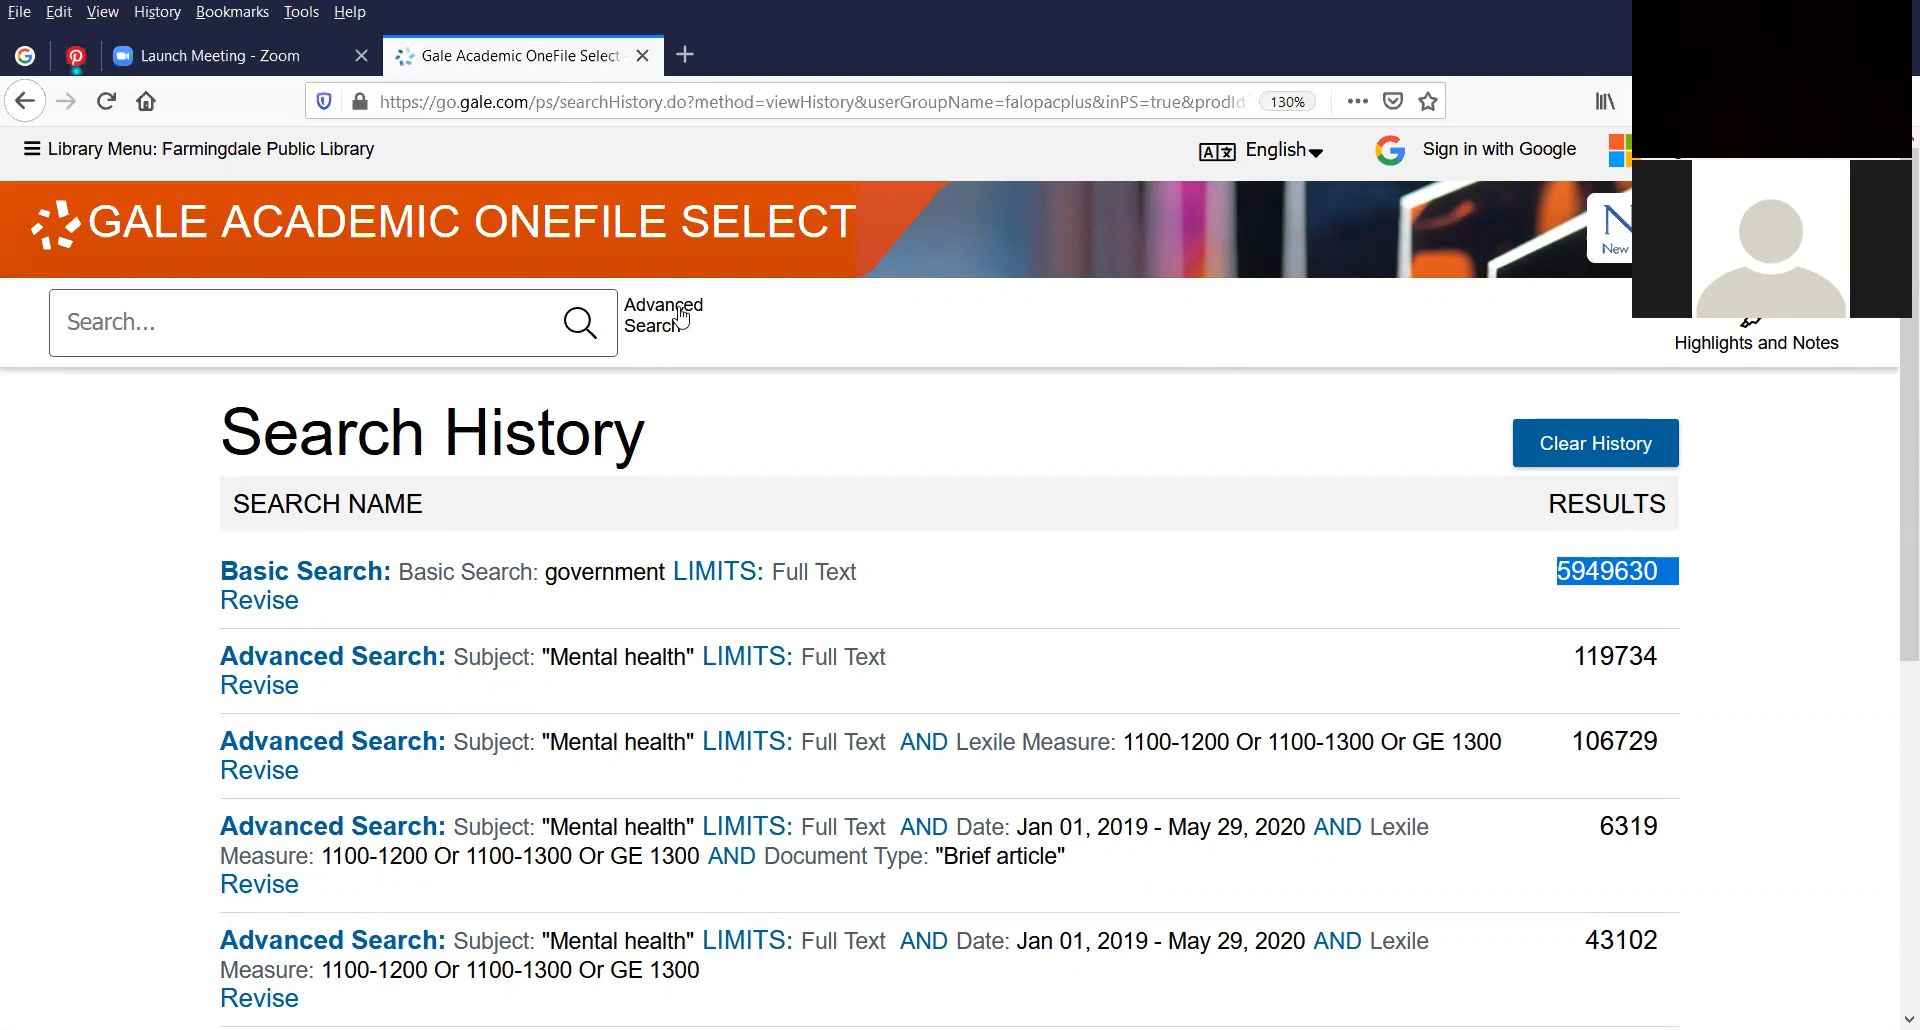 File Edit View History Bookmarks Tools Help
Launch Meeting - Zoom
Gale Academic OneFile Select
https://go.gale.com/ps/searchHistory.do?method=viewHistory&userGroupName=falopacplus&inPS=true&prodId
130%
Library Menu: Farmingdale Public Library
English
Sign in with Google
GALE ACADEMIC ONEFILE SELECT
N
New
Search...
Advanced
Search
Highlights and Notes
Search History
Clear History
SEARCH NAME RESULTS
Basic Search: Basic Search: government LIMITS: Full Text 5949630
Revise
Advanced Search: Subject: "Mental health" LIMITS: Full Text 119734
Revise
Advanced Search: Subject: "Mental health" LIMITS: Full Text AND Lexile Measure: 1100-1200 Or 1100-1300 Or GE 1300 106729
Revise
Advanced Search: Subject: "Mental health" LIMITS: Full Text AND Date: Jan 01, 2019 - May 29, 2020 AND Lexile 6319
Measure: 1100-1200 Or 1100-1300 Or GE 1300 AND Document Type: "Brief article"
Revise
Advanced Search: Subject: "Mental health" LIMITS: Full Text AND Date: Jan 01, 2019 - May 29, 2020 AND Lexile 43102
Measure: 1100-1200 Or 1100-1300 Or GE 1300
Revise